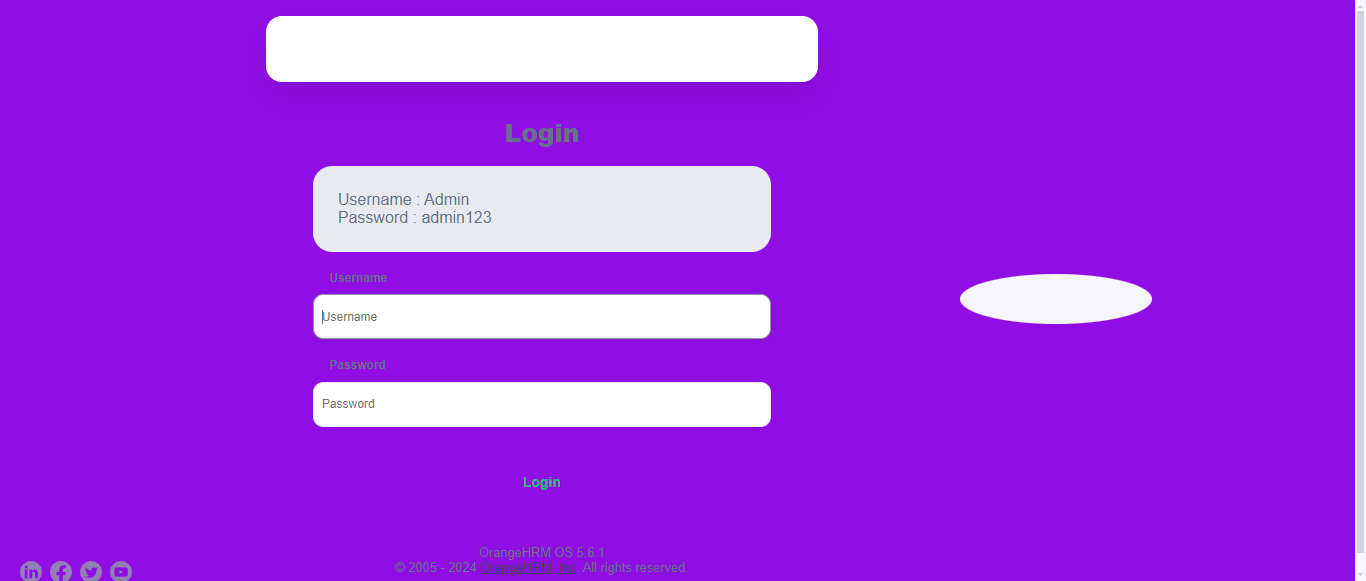 Login
Username : Admin
Password : admin123
Username
Username
Password
Password
Login
OrangeHRM OS 5.6.1
© 2005 - 2024 OrangeHRM, Inc. All rights reserved.